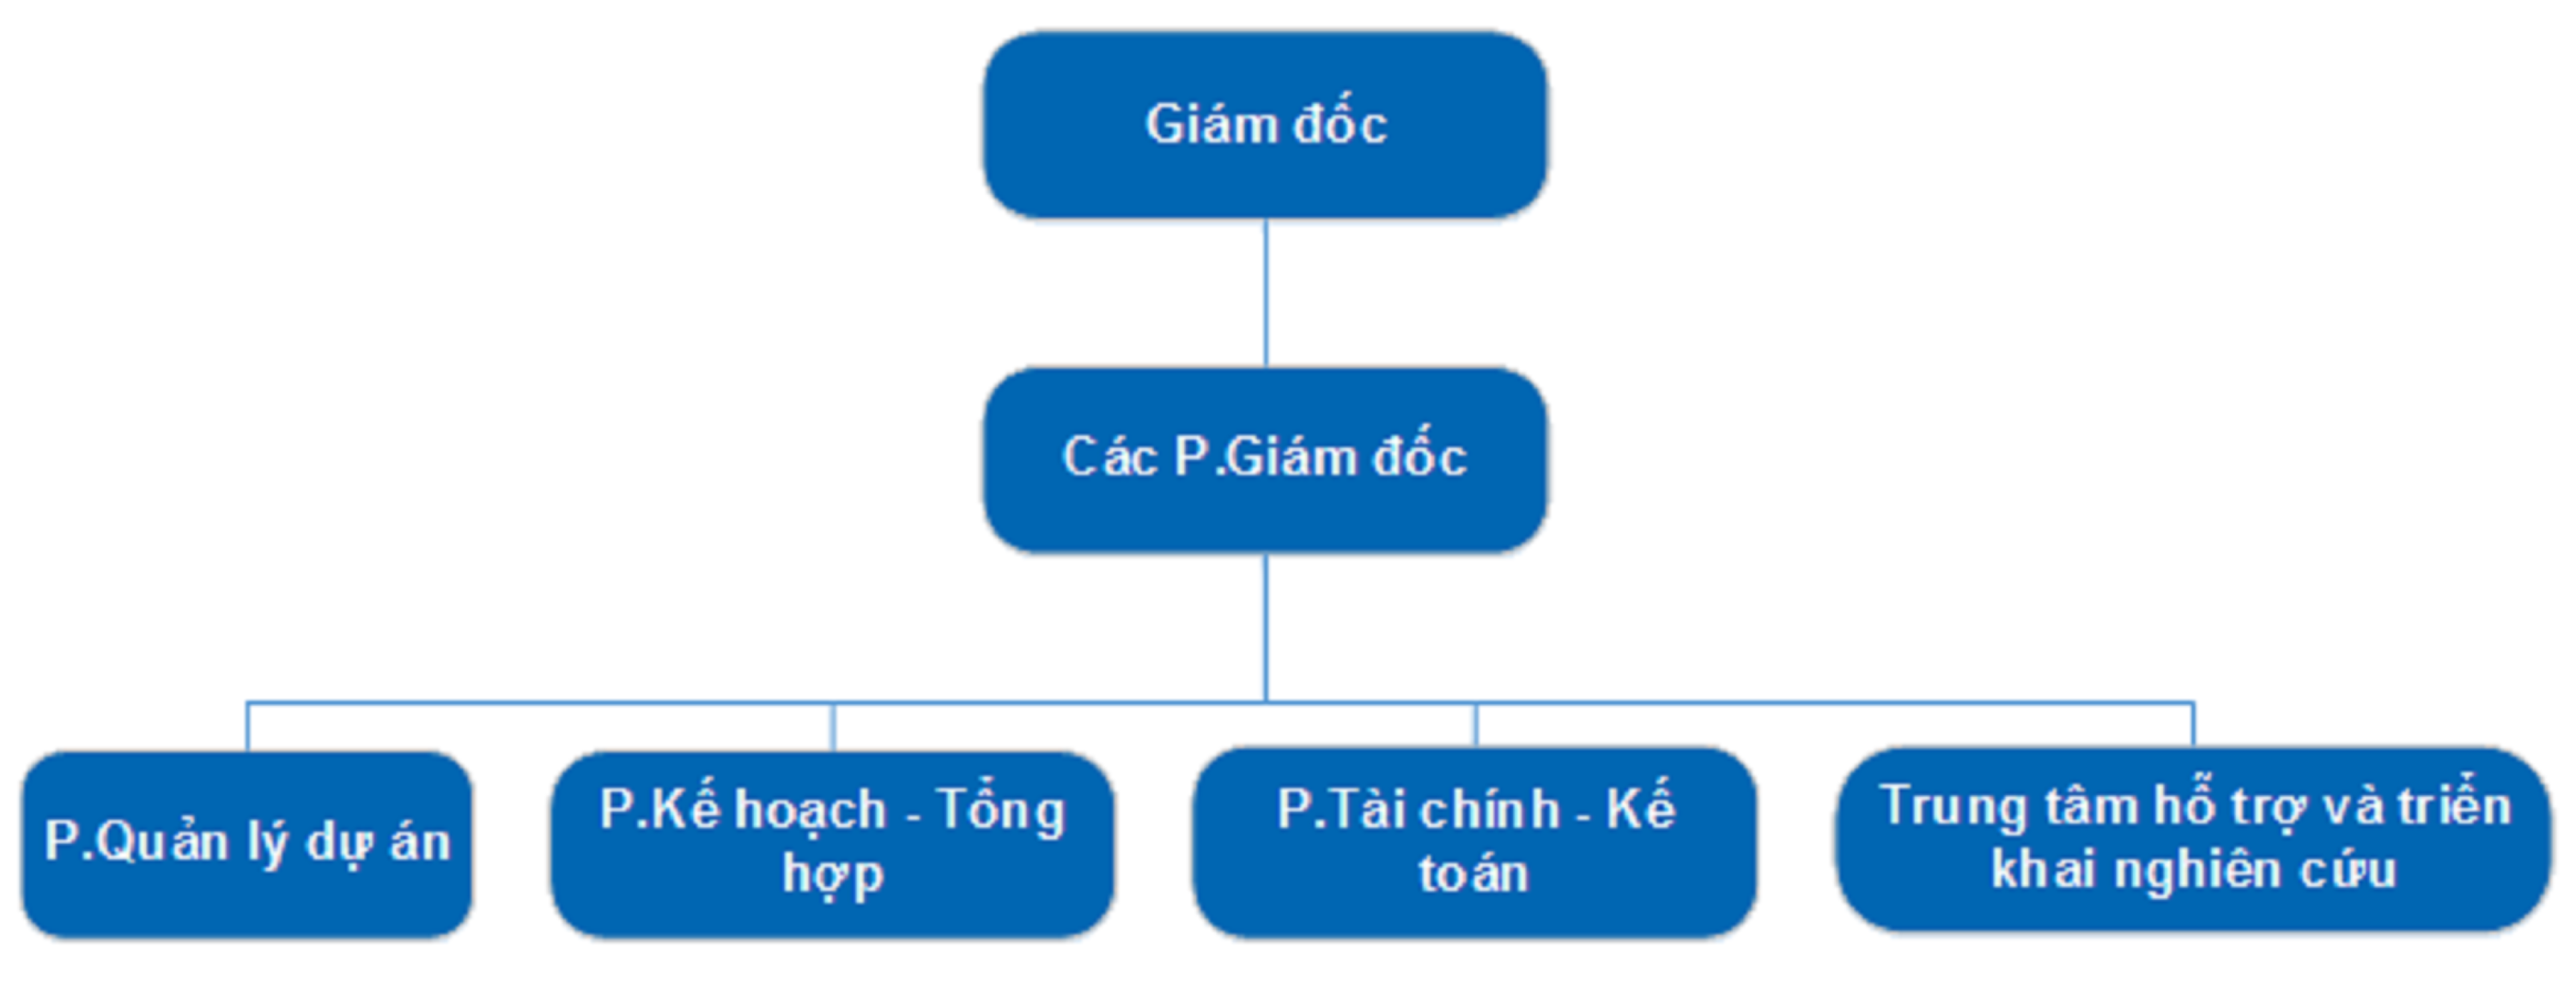 Giám đốc
Các P.Giám đốc
P.Quản lý dự án
P.Kế hoạch - Tổng
hợp
P.Tài chính - Kế
toán
Trung tâm hỗ trợ và triển
khai nghiên cứu